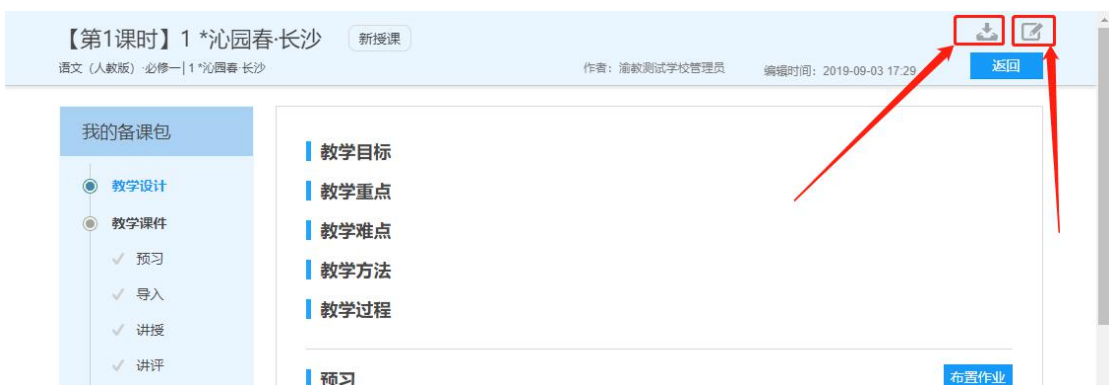 【第1课时】1 *沁园春·长沙 新授课
语文（人教版）·必修一|1 *沁园春·长沙 作者：渝教测试学校管理员 编辑时间：2019-09-03 17:29 返回
我的备课包
教学设计
教学课件
预习
导入
讲授
讲评
教学目标
教学重点
教学难点
教学方法
教学过程
预习 布置作业